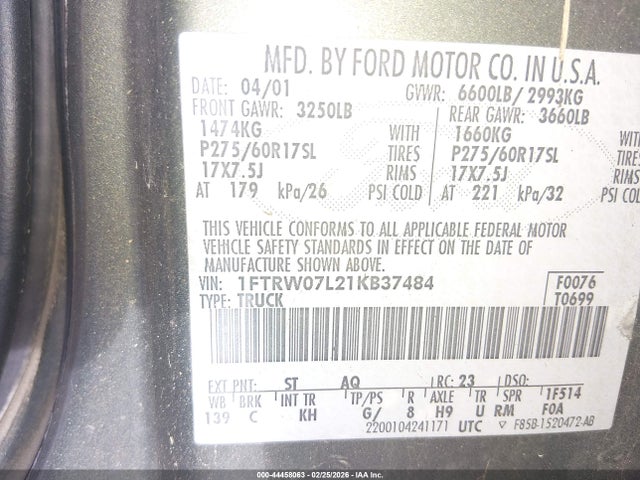 MFD. BY FORD MOTOR CO. IN U.S.A.
DATE: 04/01 GVWR: 6600LB/ 2993KG
FRONT GAWR: 3250LB REAR GAWR: 3660LB
1474KG WITH 1660KG WITH
P275/60R17SL TIRES P275/60R17SL TIRES
17X7.5J RIMS 17X7.5J RIMS
AT 179 kPa/26 PSI COLD AT 221 kPa/32 PSI COLD
THIS VEHICLE CONFORMS TO ALL APPLICABLE FEDERAL MOTOR
VEHICLE SAFETY STANDARDS IN EFFECT ON THE DATE OF
MANUFACTURE SHOWN ABOVE.
VIN: 1FTRW07L21KB37484 F0076
TYPE: TRUCK T0699
EXT PNT: ST AQ RC: 23 DSO:
WB BRK INT TR TP/PS R AXLE TR SPR 1F514
139 C KH G/ 8 H9 U RM F0A
2200104241171 UTC ▽ F85B-1520472-AB
000-44458063 - 02/25/2026 - Copart IAA